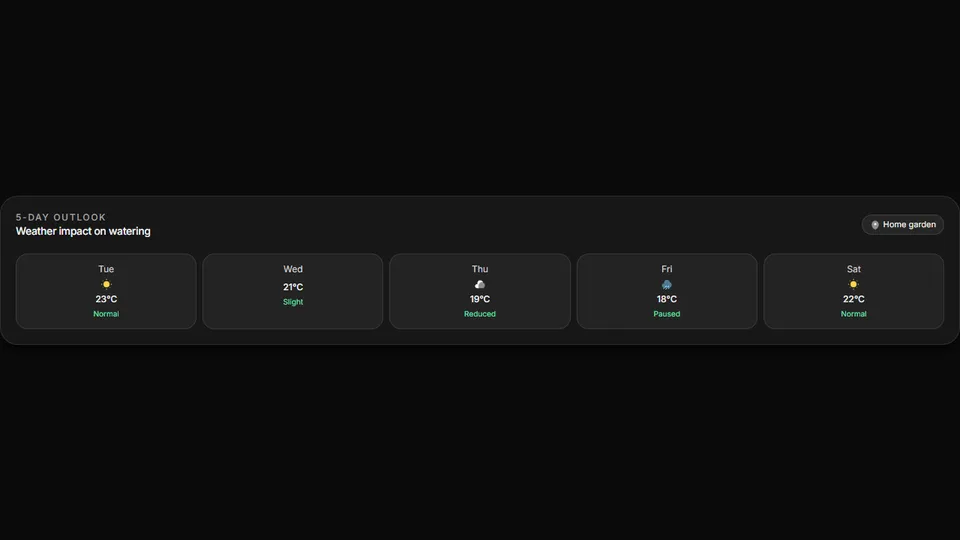 5-DAY OUTLOOK
Weather impact on watering
Home garden
Tue
23°C
Normal
Wed
21°C
Slight
Thu
19°C
Reduced
Fri
18°C
Paused
Sat
22°C
Normal